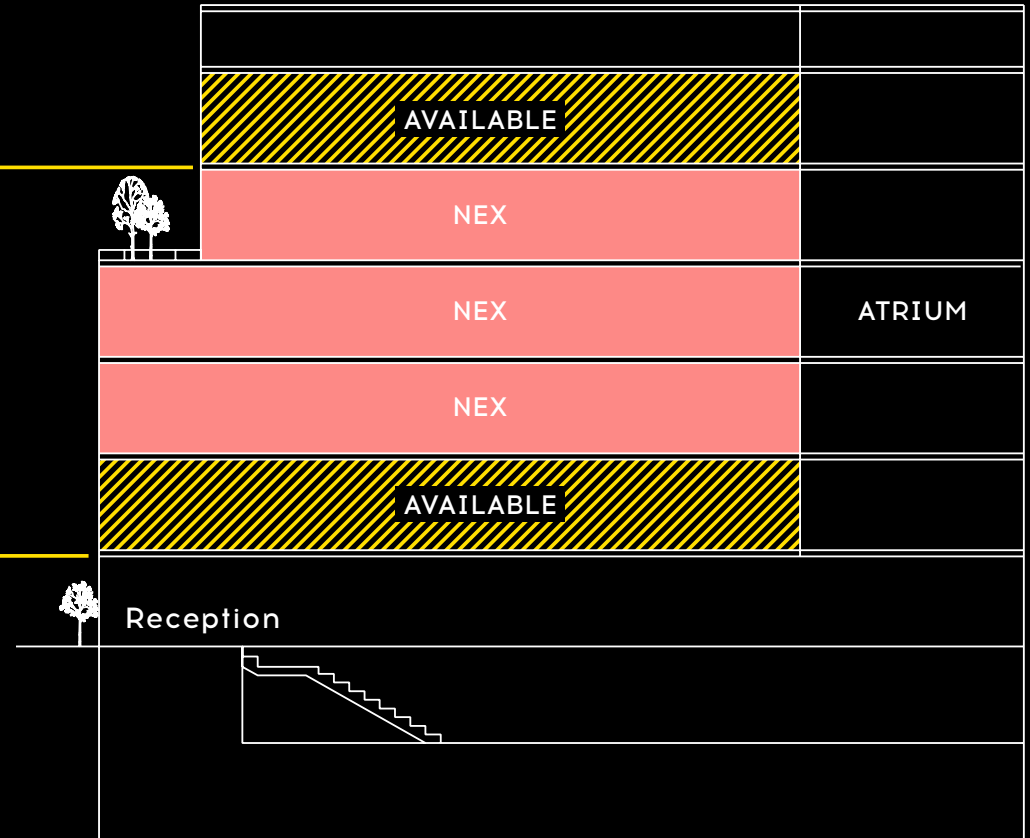 AVAILABLE
NEX
NEX
ATRIUM
NEX
AVAILABLE
Reception